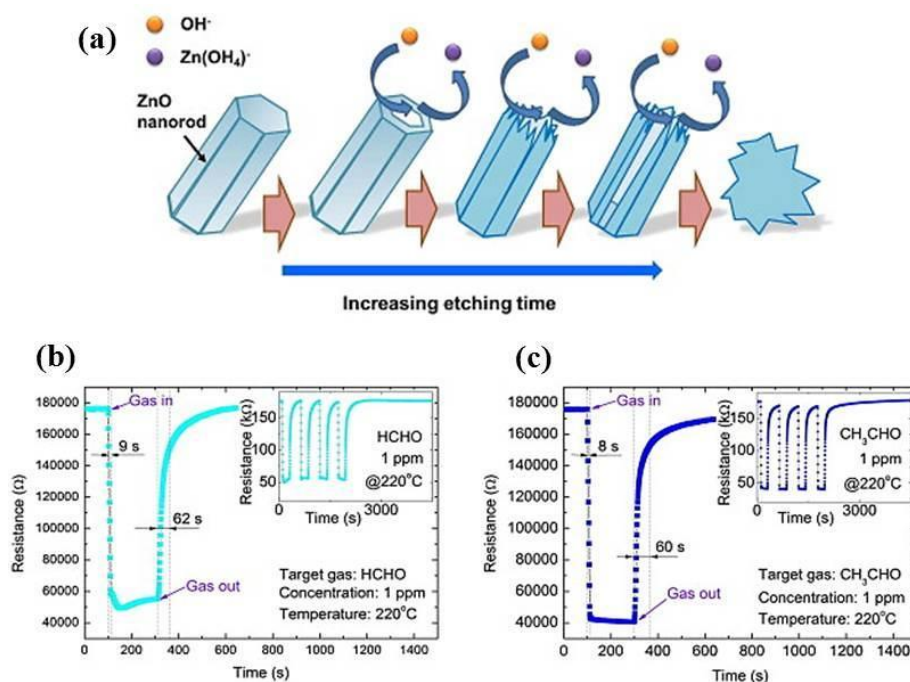 (a)
OH⁻
Zn(OH₄)⁻
ZnO
nanorod
Increasing etching time
(b)
Resistance (Ω)
180000
160000
140000
120000
100000
80000
60000
40000
Gas in
9 s
62 s
Gas out
Resistance (kΩ)
150
100
50
HCHO
1 ppm
@220°C
3000
Time (s)
Target gas: HCHO
Concentration: 1 ppm
Temperature: 220°C
0 200 400 600 800 1000 1200 1400
Time (s)
(c)
Resistance (Ω)
180000
160000
140000
120000
100000
80000
60000
40000
Gas in
8 s
60 s
Gas out
Resistance (kΩ)
150
100
50
CH₃CHO
1 ppm
@220°C
3000
Time (s)
Target gas: CH₃CHO
Concentration: 1 ppm
Temperature: 220°C
0 200 400 600 800 1000 1200 1400
Time (s)